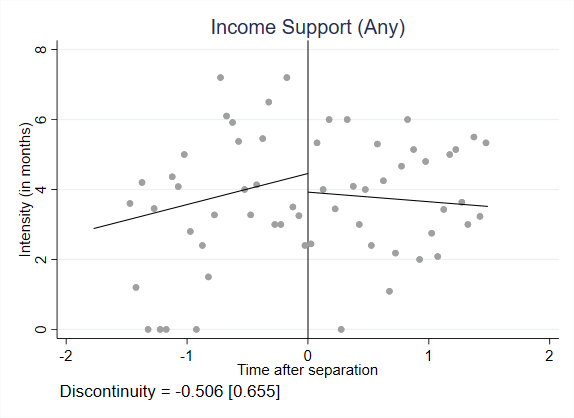 Income Support (Any)
Intensity (in months)
8
6
4
2
0
-2
-1
0
1
2
Time after separation
Discontinuity = -0.506 [0.655]